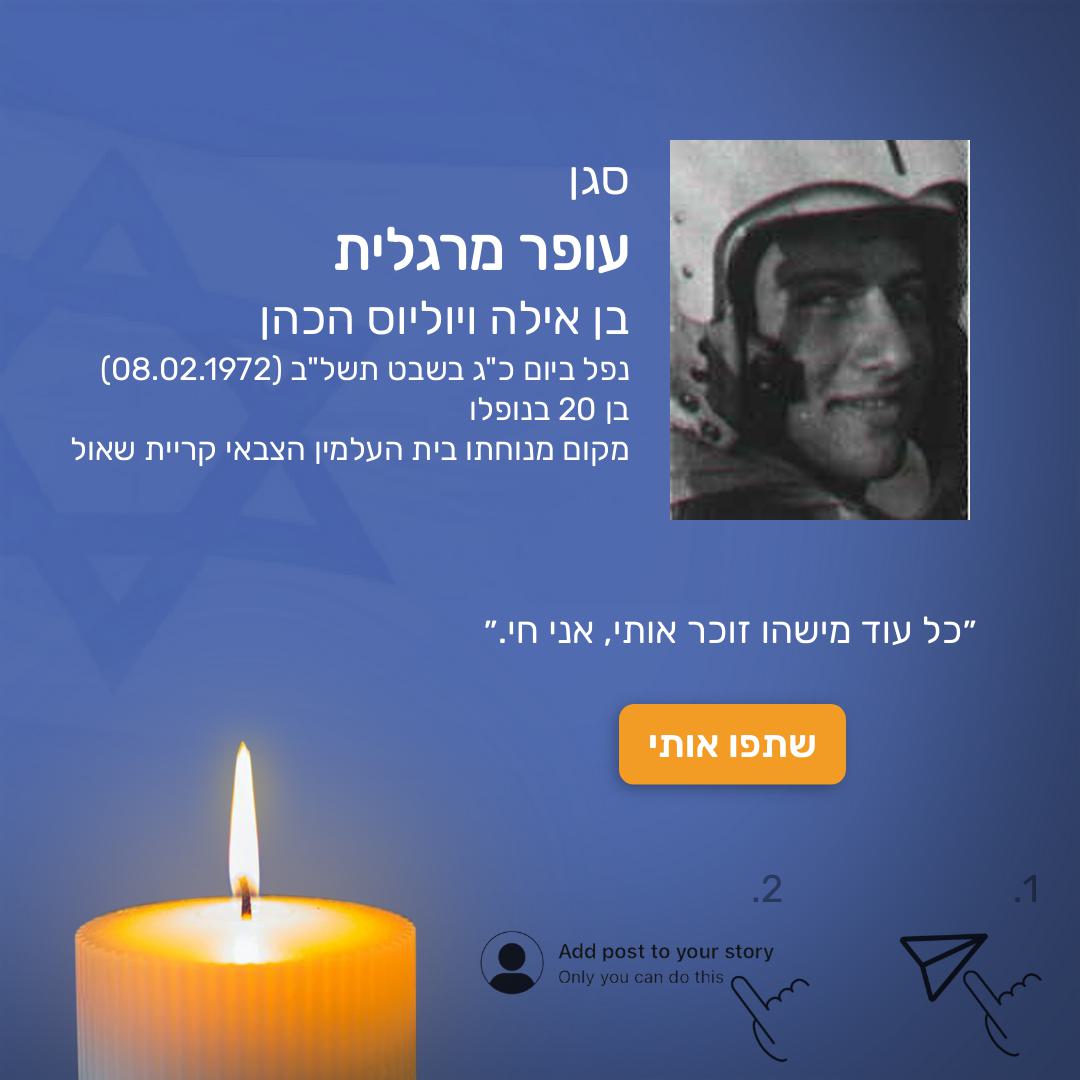 סגן
עופר מרגלית
בן אילה ויוליוס הכהן
נפל ביום כ"ג בשבט תשל"ב (08.02.1972)
בן 20 בנופלו
מקום מנוחתו בית העלמין הצבאי קריית שאול
״כל עוד מישהו זוכר אותי, אני חי.״
שתפו אותי
.1
.2
Add post to your story
Only you can do this